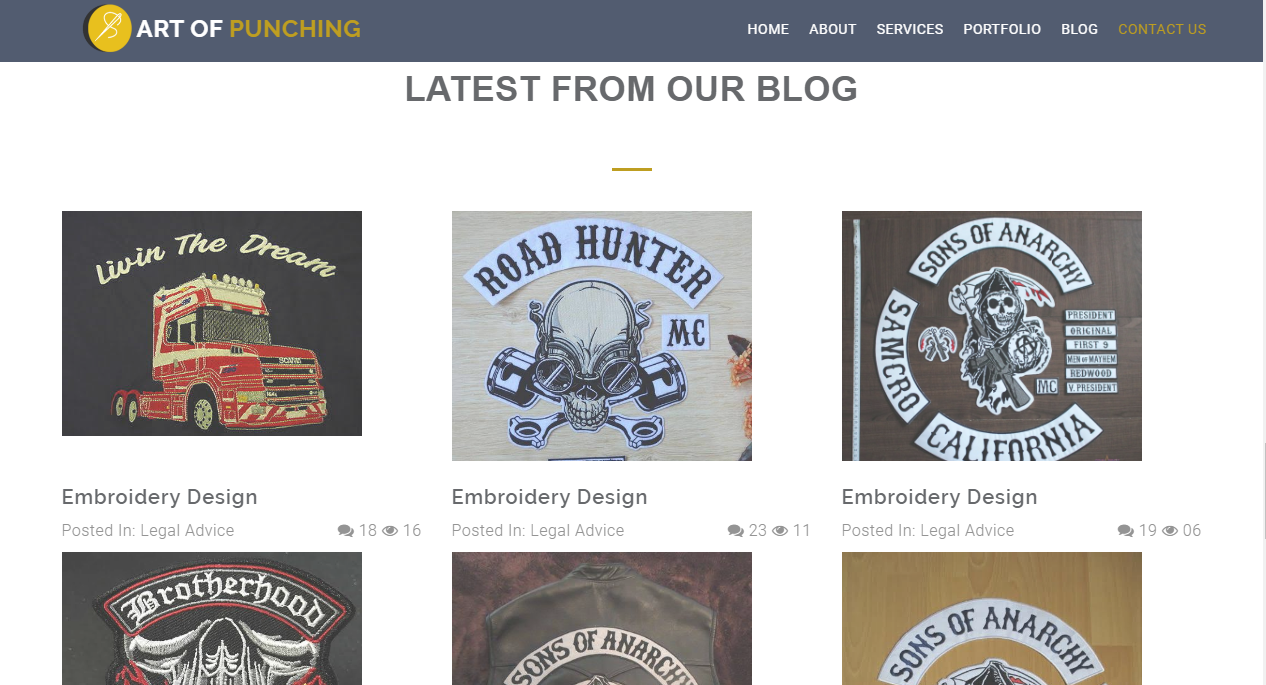 ART OF PUNCHING
HOME ABOUT SERVICES PORTFOLIO BLOG CONTACT US
LATEST FROM OUR BLOG
Livin The Dream
SCANIA
ROAD HUNTER
MC
SONS OF ANARCHY
SAMCRO
PRESIDENT
ORIGINAL
FIRST 9
MEN OF MAYHEM
REDWOOD
MC
V. PRESIDENT
CALIFORNIA
Embroidery Design
Posted In: Legal Advice 18 16
Embroidery Design
Posted In: Legal Advice 23 11
Embroidery Design
Posted In: Legal Advice 19 06
Brotherhood
SONS OF ANARCHY
SONS OF ANARCHY